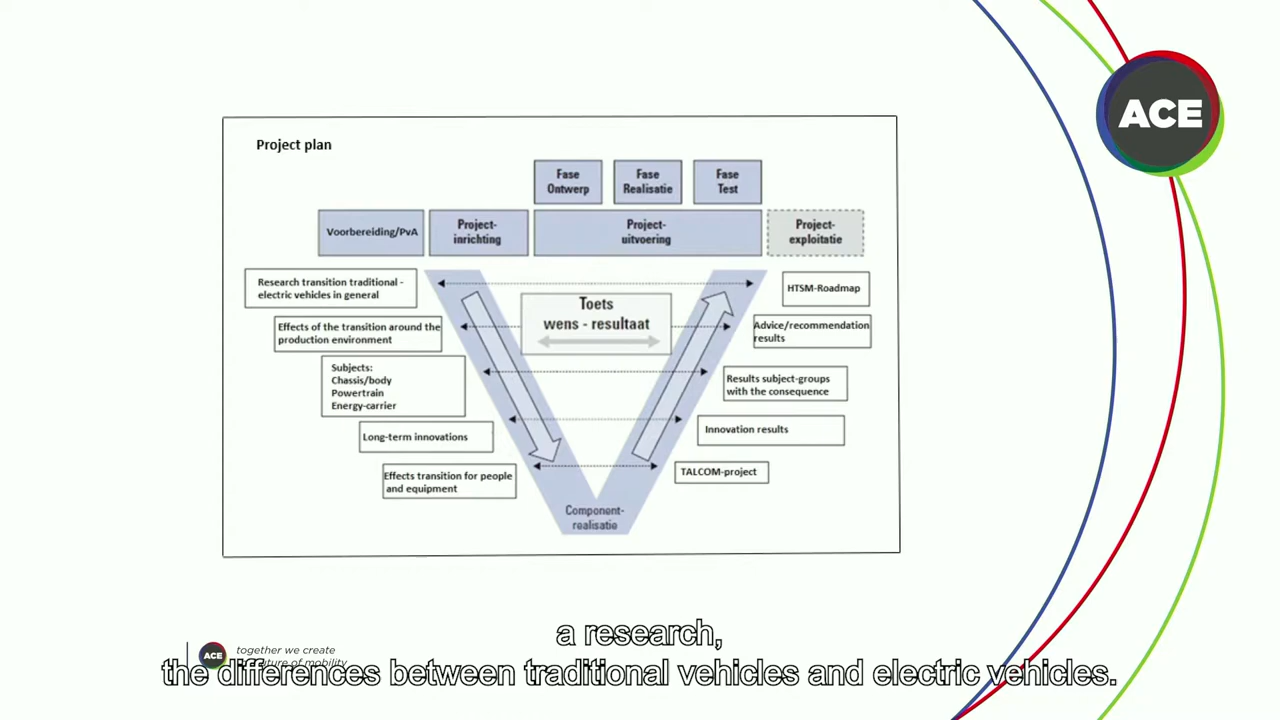 ACE
Project plan
Fase
Ontwerp
Fase
Realisatie
Fase
Test
Voorbereiding/PvA
Project-
inrichting
Project-
uitvoering
Project-
exploitatie
Research transition traditional -
electric vehicles in general
Effects of the transition around the
production environment
Subjects:
Chassis/body
Powertrain
Energy-carrier
Long-term innovations
Effects transition for people
and equipment
Toets
wens - resultaat
HTSM-Roadmap
Advice/recommendation
results
Results subject-groups
with the consequence
Innovation results
TALCOM-project
Component-
realisatie
ACE
together we create
future of mobility
a research,
the differences between traditional vehicles and electric vehicles.